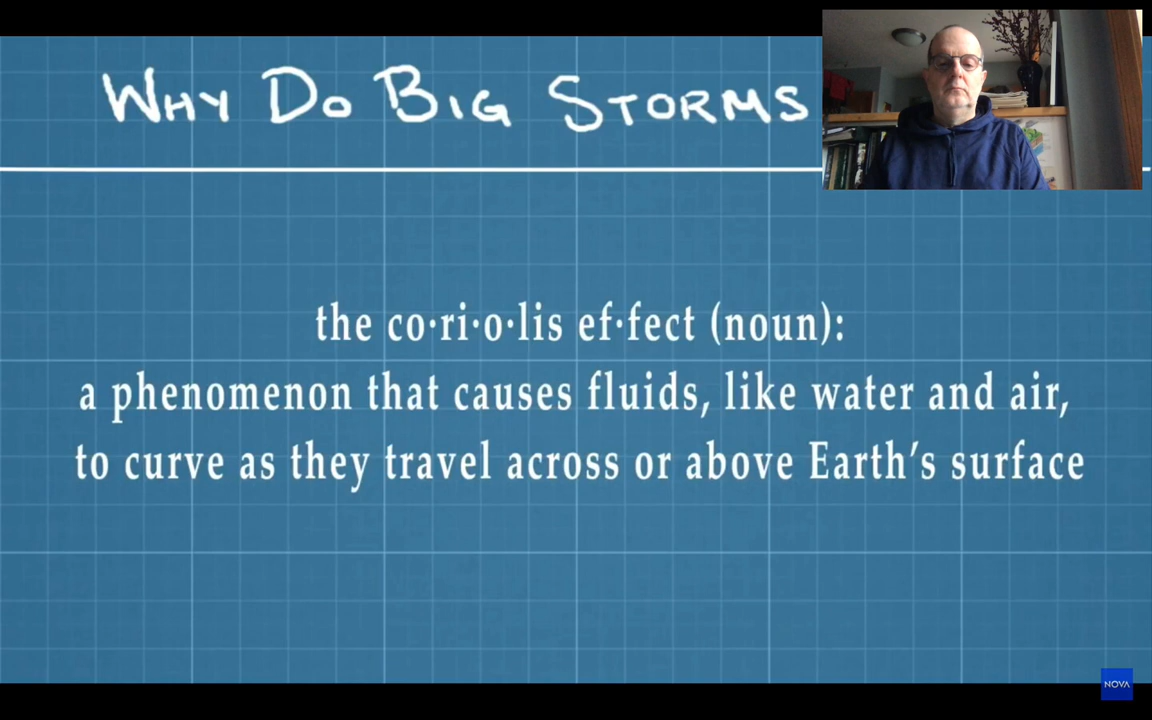 WHY DO BIG STORMS
the co·ri·o·lis ef·fect (noun):
a phenomenon that causes fluids, like water and air,
to curve as they travel across or above Earth's surface
NOVA